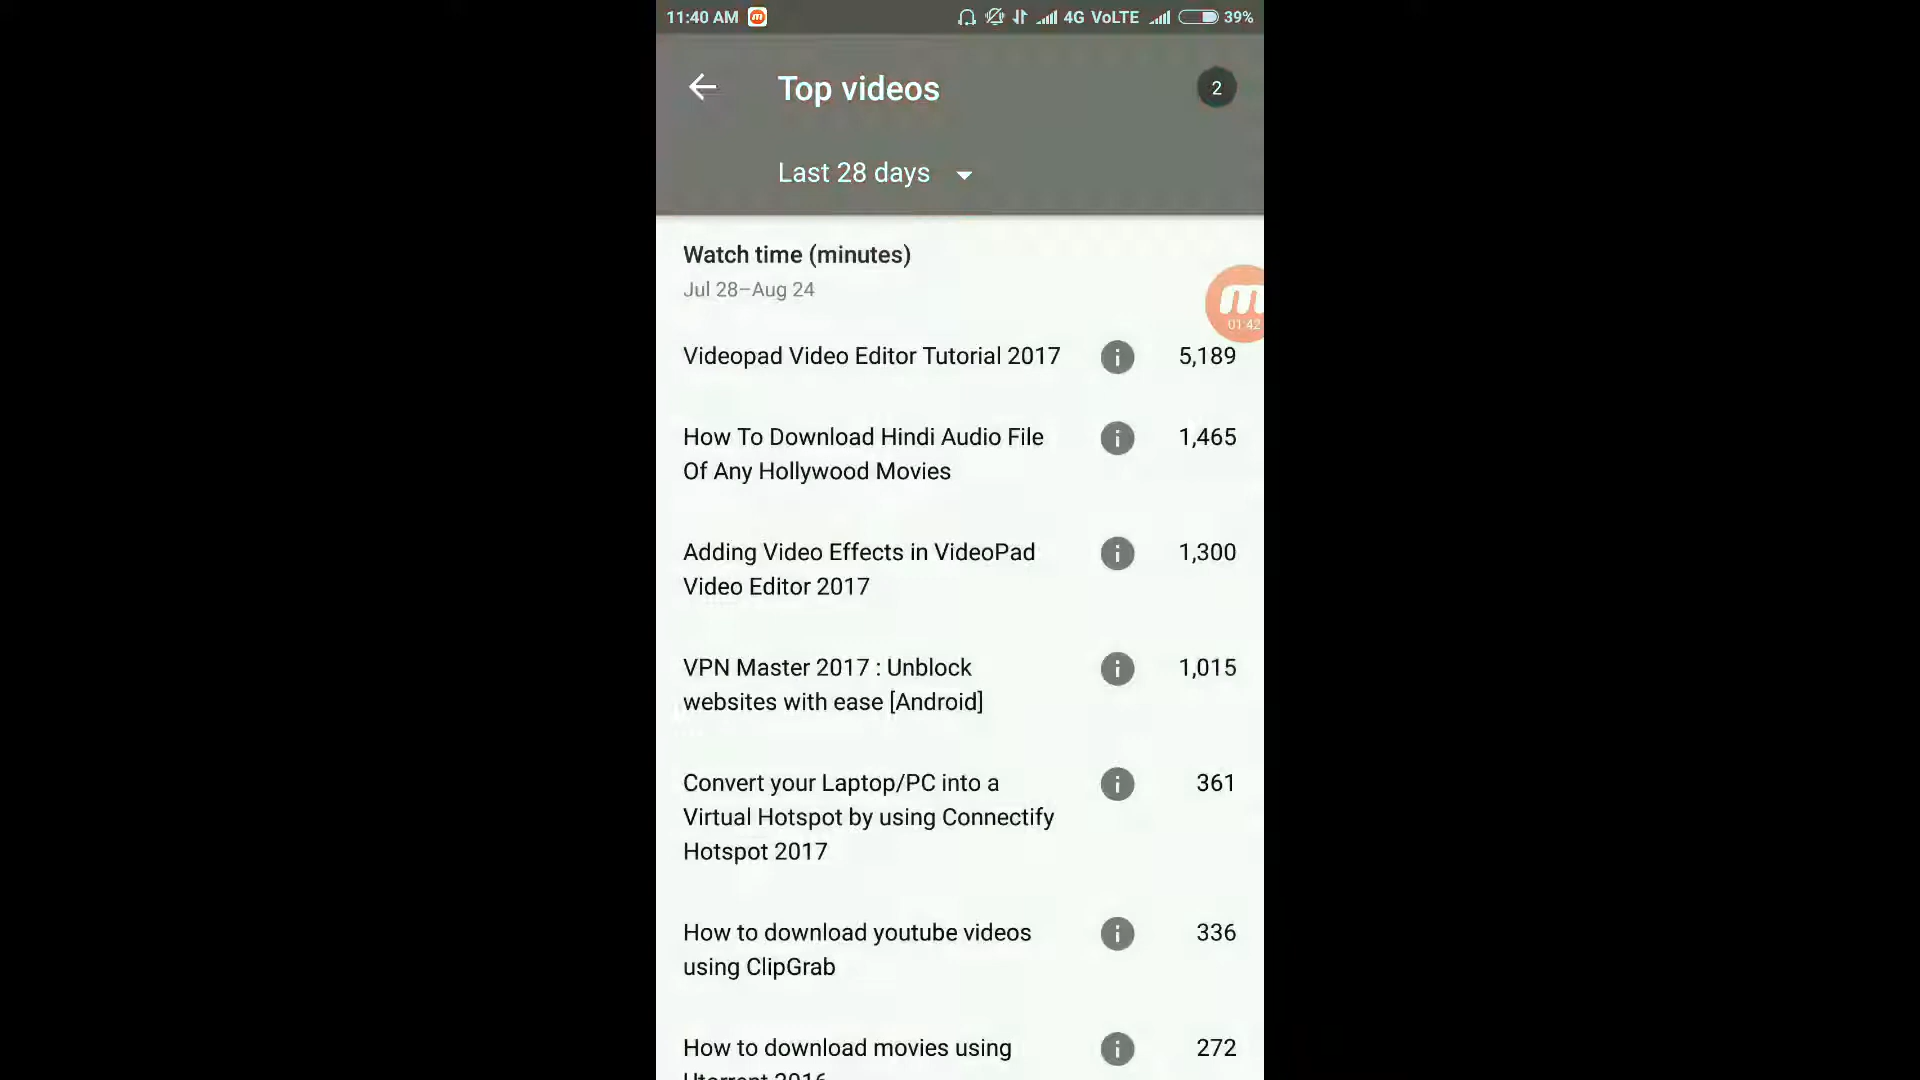 11:40 AM m 4G VoLTE 39%
Top videos 2
Last 28 days
Watch time (minutes)
Jul 28–Aug 24
m
01:42
Videopad Video Editor Tutorial 2017 i 5,189
How To Download Hindi Audio File i 1,465
Of Any Hollywood Movies
Adding Video Effects in VideoPad i 1,300
Video Editor 2017
VPN Master 2017 : Unblock i 1,015
websites with ease [Android]
Convert your Laptop/PC into a i 361
Virtual Hotspot by using Connectify
Hotspot 2017
How to download youtube videos i 336
using ClipGrab
How to download movies using i 272
Utorrent 2016